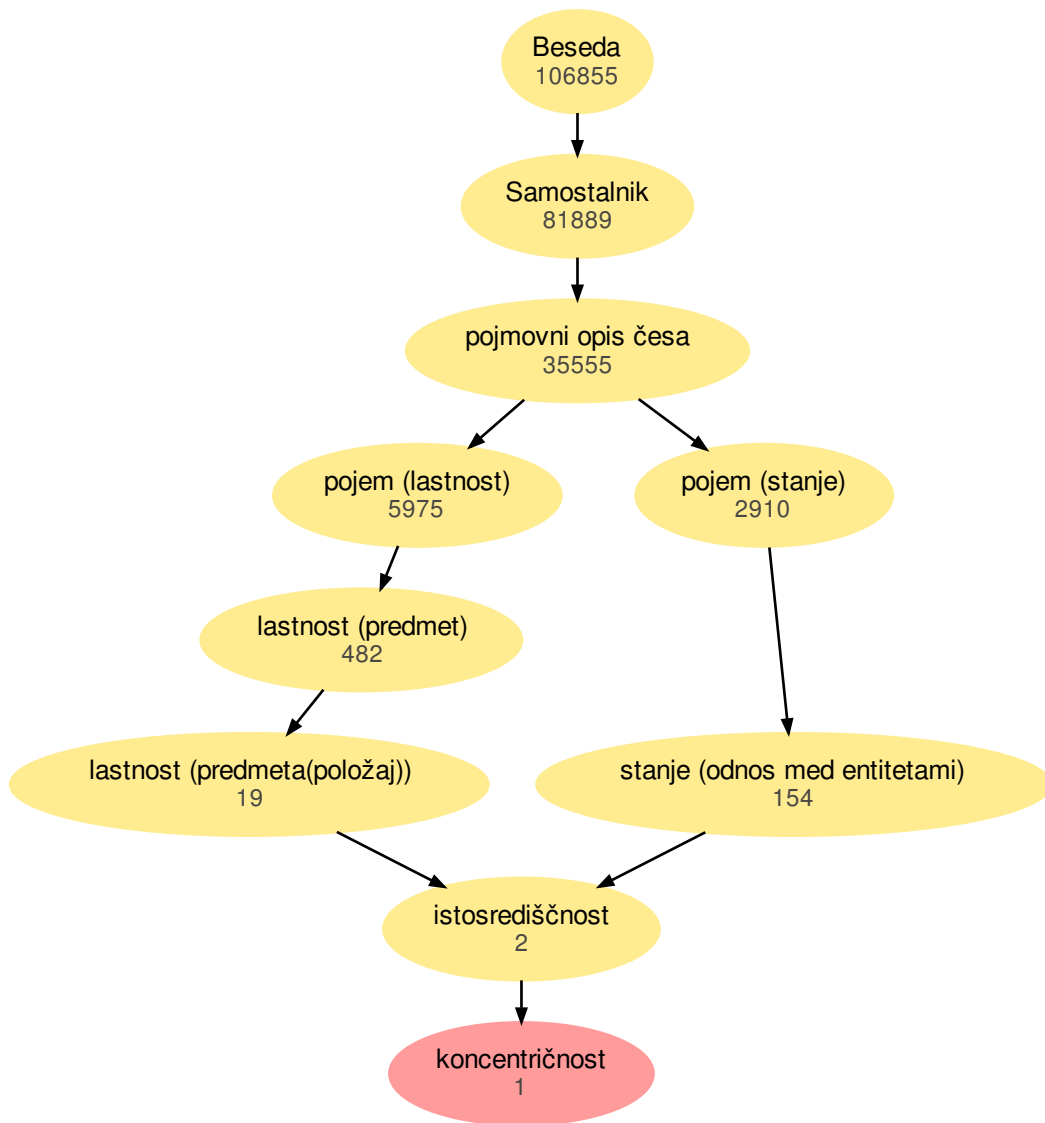 Beseda
106855
Samostalnik
81889
pojmovni opis česa
35555
pojem (lastnost)
5975
pojem (stanje)
2910
lastnost (predmet)
482
lastnost (predmeta(položaj))
19
stanje (odnos med entitetami)
154
istosrediščnost
2
koncentričnost
1